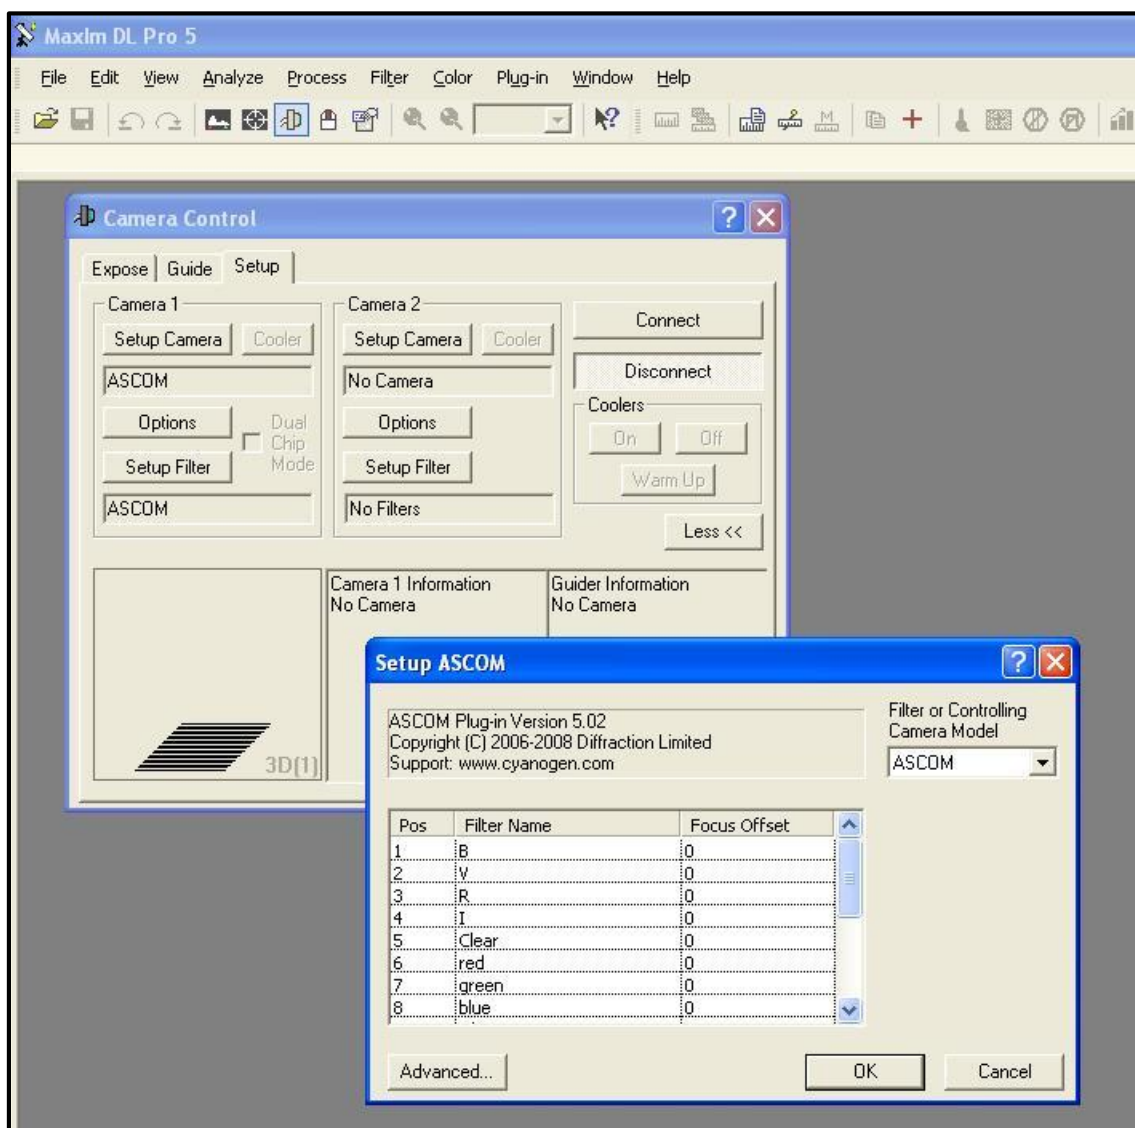 MaxIm DL Pro 5
File Edit View Analyze Process Filter Color Plug-in Window Help
M
Camera Control
Expose Guide Setup
Camera 1
Setup Camera Cooler
ASCOM
Options
Dual Chip Mode
Setup Filter
ASCOM
Camera 2
Setup Camera Cooler
No Camera
Options
Setup Filter
No Filters
Connect
Disconnect
Coolers
On Off
Warm Up
Less <<
3D(1)
Camera 1 Information
No Camera
Guider Information
No Camera
Setup ASCOM
ASCOM Plug-in Version 5.02
Copyright (C) 2006-2008 Diffraction Limited
Support: www.cyanogen.com
Filter or Controlling
Camera Model
ASCOM
Pos Filter Name Focus Offset
1 B 0
2 V 0
3 R 0
4 I 0
5 Clear 0
6 red 0
7 green 0
8 blue 0
Advanced... OK Cancel